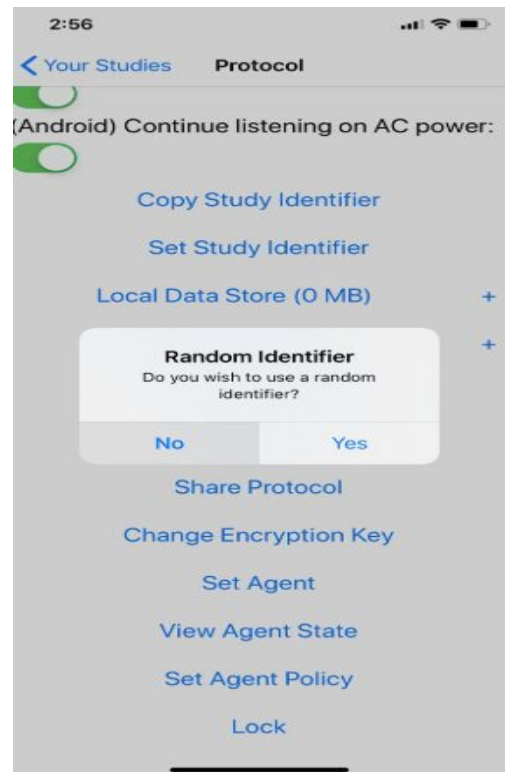 2:56
Your Studies Protocol
(Android) Continue listening on AC power:
Copy Study Identifier
Set Study Identifier
Local Data Store (0 MB) +
+
Random Identifier
Do you wish to use a random
identifier?
No Yes
Share Protocol
Change Encryption Key
Set Agent
View Agent State
Set Agent Policy
Lock